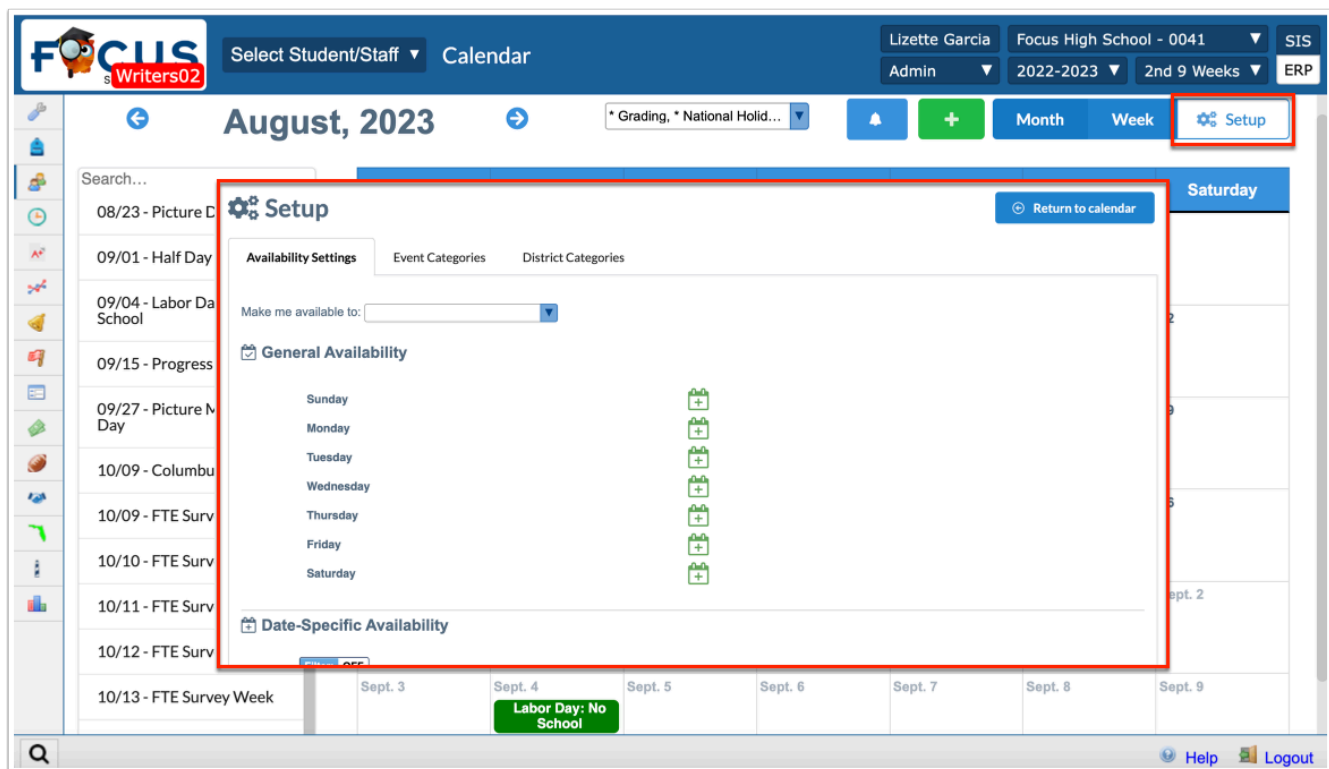 FOCUS
Writers02
Select Student/Staff
Calendar
Lizette Garcia
Focus High School - 0041
SIS
Admin
2022-2023
2nd 9 Weeks
ERP
August, 2023
* Grading, * National Holid...
Month
Week
Setup
Search...
08/23 - Picture D
09/01 - Half Day
09/04 - Labor Da
School
09/15 - Progress
09/27 - Picture M
Day
10/09 - Columbu
10/09 - FTE Surv
10/10 - FTE Surv
10/11 - FTE Surv
10/12 - FTE Surv
10/13 - FTE Survey Week
Saturday
Setup
Return to calendar
Availability Settings
Event Categories
District Categories
Make me available to:
General Availability
Sunday
Monday
Tuesday
Wednesday
Thursday
Friday
Saturday
Date-Specific Availability
ept. 2
Sept. 3
Sept. 4
Sept. 5
Sept. 6
Sept. 7
Sept. 8
Sept. 9
Labor Day: No
School
Help
Logout